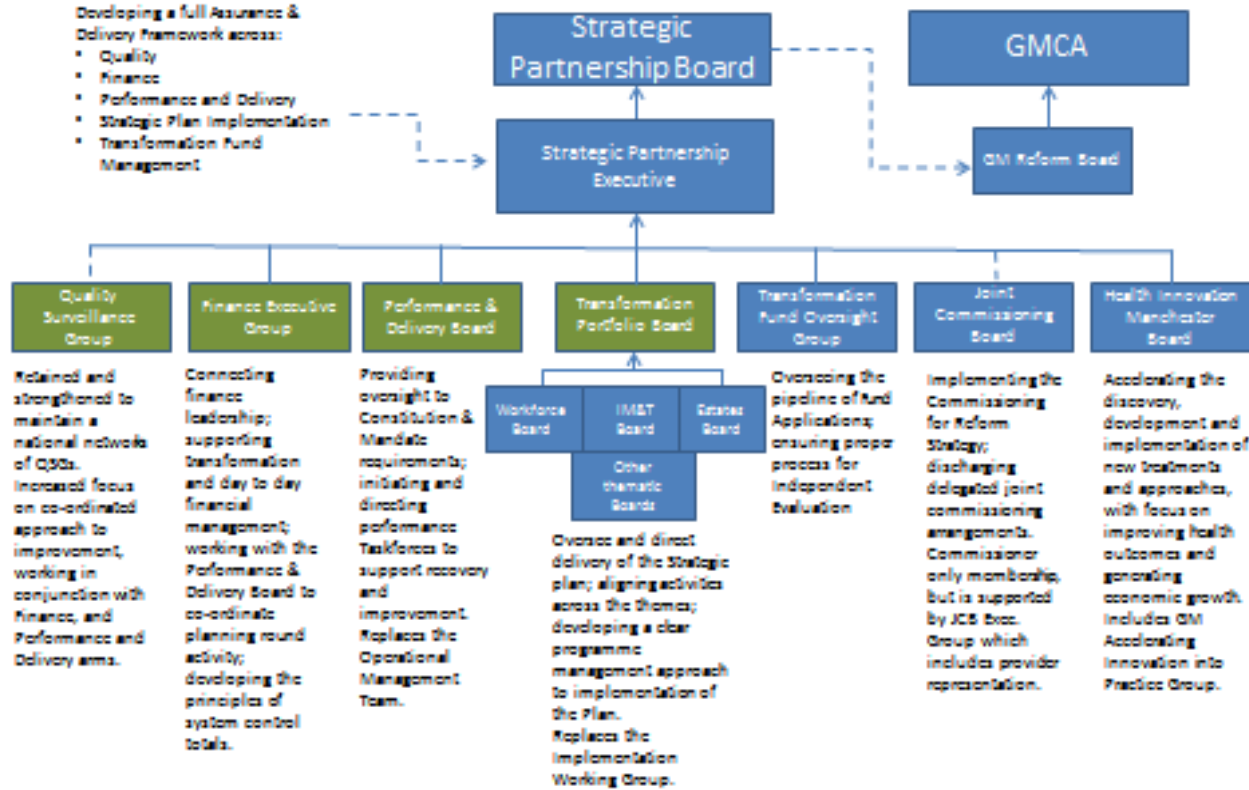 Developing a full Assurance &
Delivery Framework across:
• Quality
• Finance
• Performance and Delivery
• Strategic Plan Implementation
• Transformation Fund
Management
Strategic
Partnership Board
GMCA
Strategic Partnership
Executive
GM Reform Board
Quality
Surveillance
Group
Finance Executive
Group
Performance &
Delivery Board
Transformation
Portfolio Board
Transformation
Fund Oversight
Group
Joint
Commissioning
Board
Health Innovation
Manchester
Board
Retained and
strengthened to
maintain a
national networks
of QSGs.
Increased focus
on co-ordinated
approach to
improvement,
working in
conjunction with
Finance, and
Performance and
Delivery arms.
Connecting
finance
leadership;
supporting
transformation
and day to day
financial
management;
working with the
Performance &
Delivery Board to
co-ordinate
planning round
activity;
developing the
principles of
system control
totals.
Providing
oversight to
Constitution &
Mandate
requirements;
initiating and
directing
performance
Taskforces to
support recovery
and
improvement.
Replaces the
Operational
Management
Team.
Workforce
Board
IM&T
Board
Estates Board
Other
thematic
Boards
Oversee and direct
delivery of the Strategic
plan; aligning activities
across the themes;
developing a clear
programme
management approach
to implementation of
the Plan.
Replaces the
Implementation
Working Group.
Overseeing the
pipeline of Fund
Applications;
ensuring proper
process for
Independent
Evaluation
Implementing the
Commissioning
for Reform
Strategy;
discharging
delegated joint
commissioning
arrangements.
Commissioner
only membership,
but is supported
by JCB Exec.
Group which
includes provider
representation.
Accelerating the
discovery,
development and
implementation of
new treatments
and approaches,
with focus on
improving health
outcomes and
generating
economic growth.
Includes GM
Accelerating
Innovation into
Practice Group.